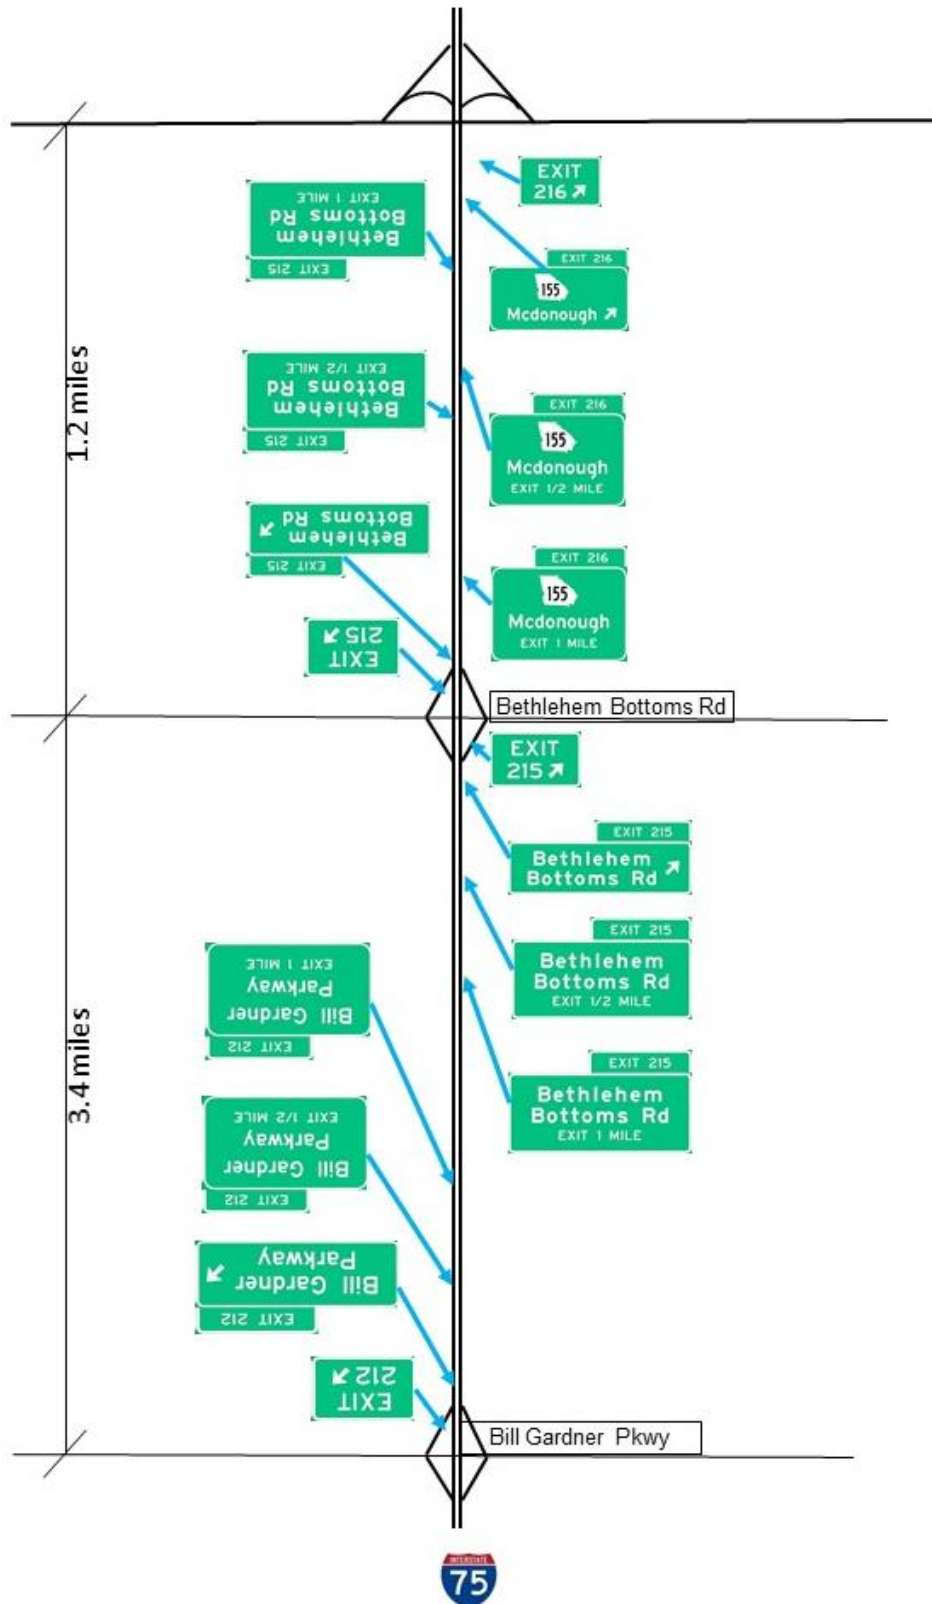 EXIT
216
EXIT 216
155
Mcdonough
EXIT 215
Bethlehem
Bottoms Rd
EXIT 1 MILE
EXIT 216
155
Mcdonough
EXIT 1/2 MILE
EXIT 215
Bethlehem
Bottoms Rd
EXIT 1/2 MILE
1.2 miles
EXIT 216
155
Mcdonough
EXIT 1 MILE
EXIT 215
Bethlehem
Bottoms Rd
EXIT
215
Bethlehem Bottoms Rd
EXIT
215
EXIT 215
Bethlehem
Bottoms Rd
EXIT 215
Bethlehem
Bottoms Rd
EXIT 1/2 MILE
EXIT 215
Bethlehem
Bottoms Rd
EXIT 1 MILE
3.4 miles
EXIT 212
Bill Gardner
Parkway
EXIT 1 MILE
EXIT 212
Bill Gardner
Parkway
EXIT 1/2 MILE
EXIT 212
Bill Gardner
Parkway
EXIT
212
Bill Gardner Pkwy
INTERSTATE
75